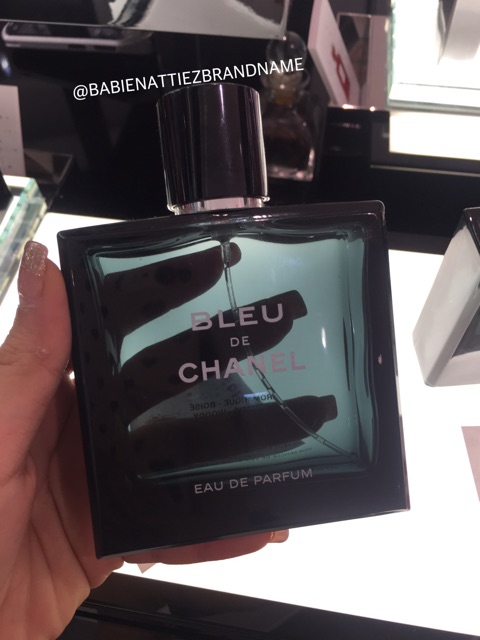 @BABIENATTIEZBRANDNAME
BLEU
DE
CHANEL
EAU DE PARFUM